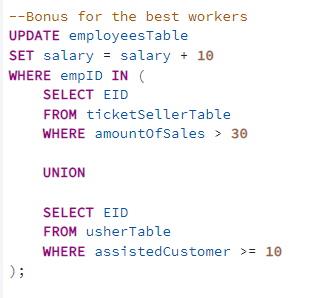 --Bonus for the best workers
UPDATE employeesTable
SET salary = salary + 10
WHERE empID IN (
    SELECT EID
    FROM ticketSellerTable
    WHERE amountOfSales > 30

    UNION

    SELECT EID
    FROM usherTable
    WHERE assistedCustomer >= 10
);